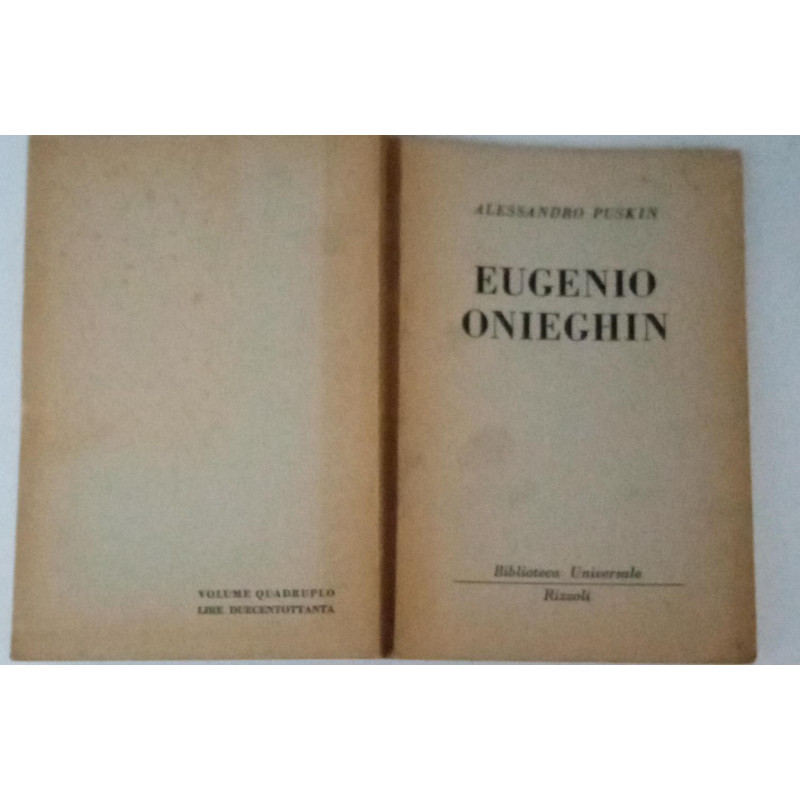 VOLUME QUADRUPLO
LIRE DUECENTOTTANTA
ALESSANDRO PUSKIN
EUGENIO
ONIEGHIN
Biblioteca Universale
Rizzoli